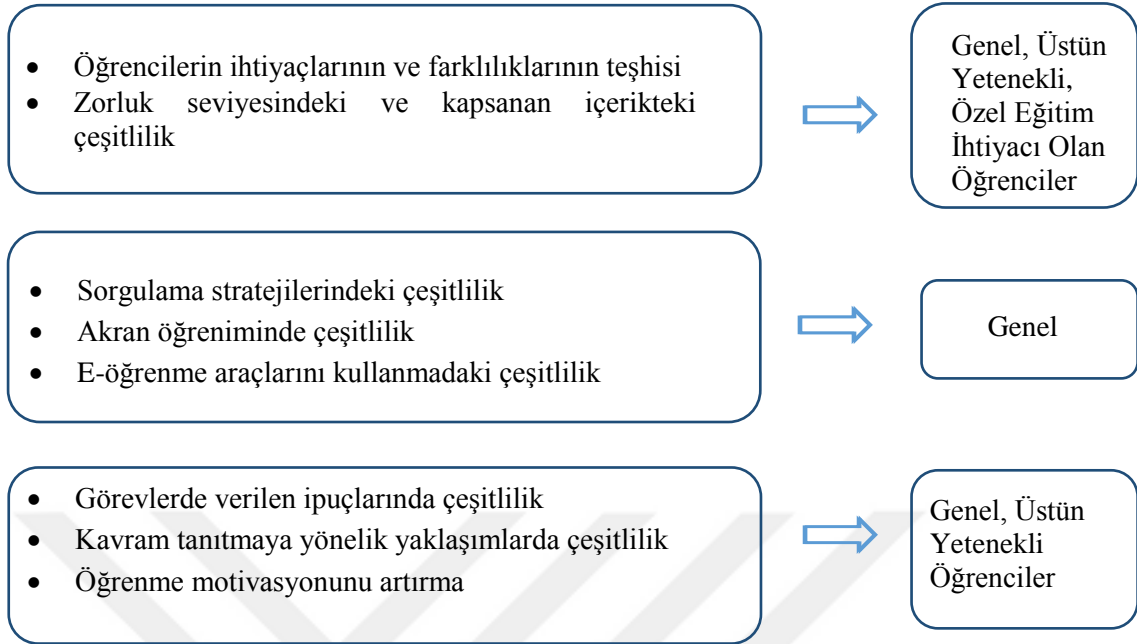 • Öğrencilerin ihtiyaçlarının ve farklılıklarının teşhisi
• Zorluk seviyesindeki ve kapsanan içerikteki
çeşitlilik
Genel, Üstün
Yetenekli,
Özel Eğitim
İhtiyacı Olan
Öğrenciler
• Sorgulama stratejilerindeki çeşitlilik
• Akran öğreniminde çeşitlilik
• E-öğrenme araçlarını kullanmadaki çeşitlilik
Genel
• Görevlerde verilen ipuçlarında çeşitlilik
• Kavram tanıtmaya yönelik yaklaşımlarda çeşitlilik
• Öğrenme motivasyonunu artırma
Genel, Üstün
Yetenekli
Öğrenciler